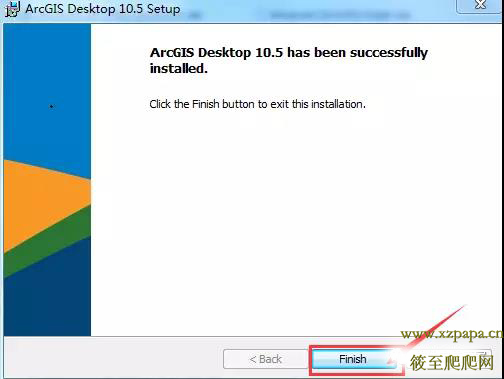 ArcGIS Desktop 10.5 Setup
ArcGIS Desktop 10.5 has been successfully
installed.
Click the Finish button to exit this installation.
< Back
Finish
www.xzpapa.cn
筱至爬爬网